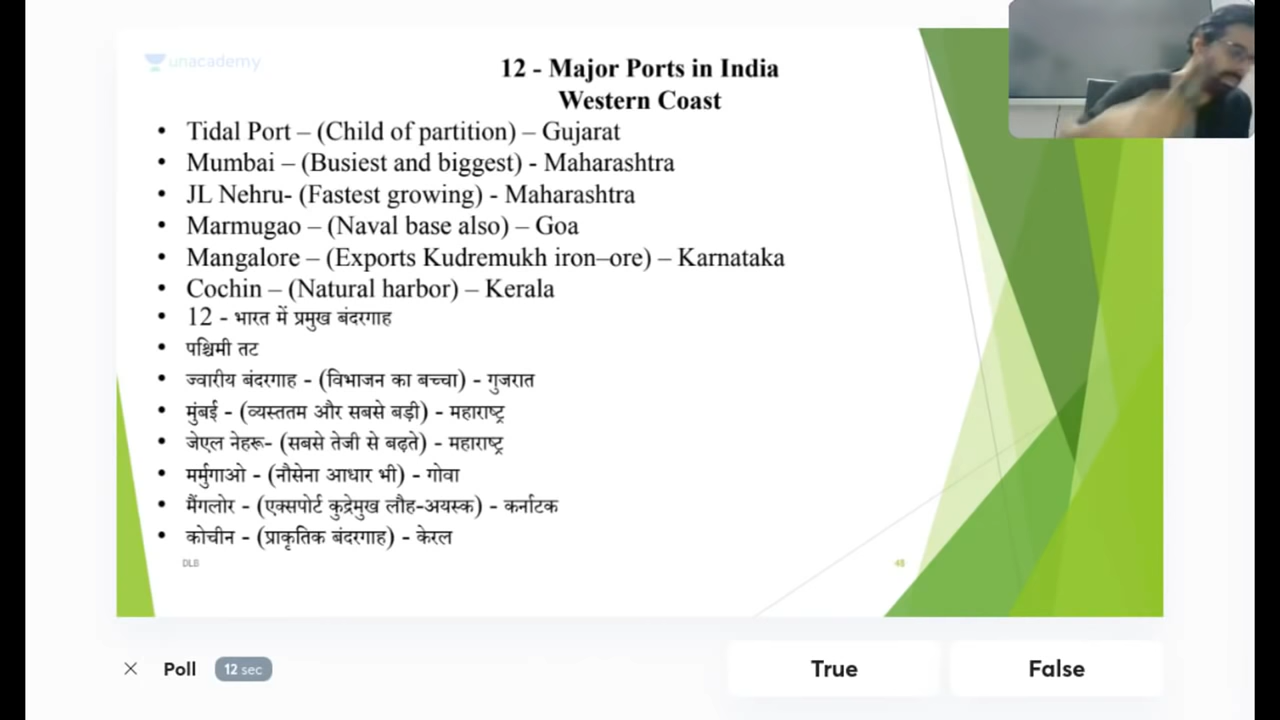 unacademy
12 - Major Ports in India
Western Coast
• Tidal Port – (Child of partition) – Gujarat
• Mumbai – (Busiest and biggest) - Maharashtra
• JL Nehru- (Fastest growing) - Maharashtra
• Marmugao – (Naval base also) – Goa
• Mangalore – (Exports Kudremukh iron–ore) – Karnataka
• Cochin – (Natural harbor) – Kerala
• 12 - भारत में प्रमुख बंदरगाह
• पश्चिमी तट
• ज्वारीय बंदरगाह - (विभाजन का बच्चा) - गुजरात
• मुंबई - (व्यस्ततम और सबसे बड़ी) - महाराष्ट्र
• जेएल नेहरू- (सबसे तेजी से बढ़ते) - महाराष्ट्र
• मर्मुगाओ - (नौसेना आधार भी) - गोवा
• मैंगलोर - (एक्सपोर्ट कुद्रेमुख लौह-अयस्क) - कर्नाटक
• कोचीन - (प्राकृतिक बंदरगाह) - केरल
DLB 48
Poll 12 sec True False